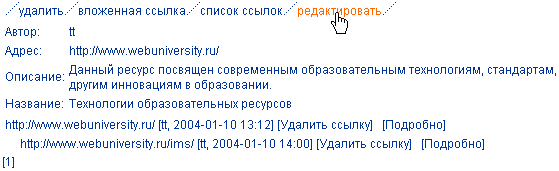 удалить вложенная ссылка список ссылок редактировать
Автор: tt
Адрес: http://www.webuniversity.ru/
Описание: Данный ресурс посвещен современным образовательным технологиям, стандартам,
другим инновациям в образовании.
Название: Технологии образовательных ресурсов
http://www.webuniversity.ru/ [tt, 2004-01-10 13:12] [Удалить ссылку] [Подробно]
http://www.webuniversity.ru/ims/ [tt, 2004-01-10 14:00] [Удалить ссылку] [Подробно]
[1]